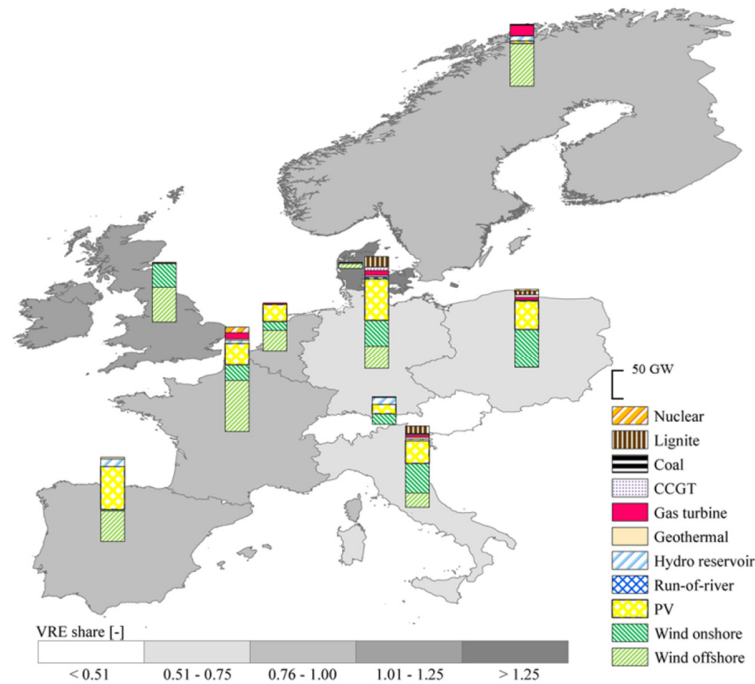 50 GW
Nuclear
Lignite
Coal
CCGT
Gas turbine
Geothermal
Hydro reservoir
Run-of-river
PV
Wind onshore
Wind offshore
VRE share [-]
< 0.51 0.51 - 0.75 0.76 - 1.00 1.01 - 1.25 > 1.25